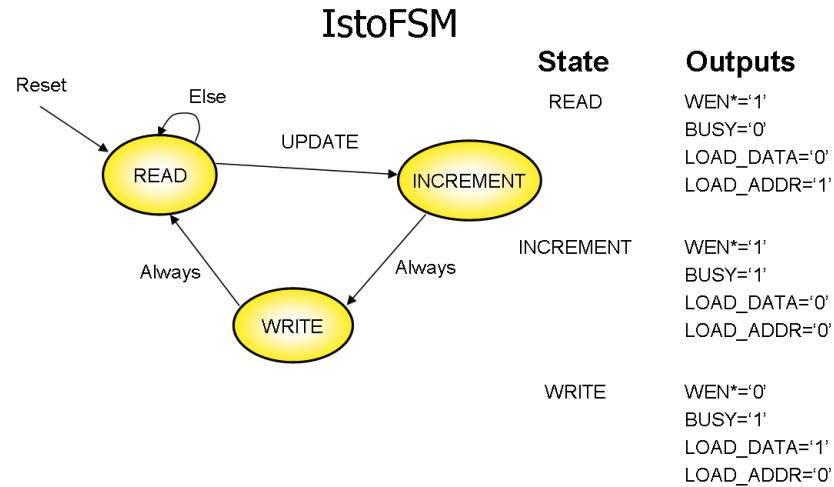 IstoFSM
State Outputs
Reset
Else
UPDATE
READ
INCREMENT
Always
Always
WRITE
READ WEN*=‘1’
BUSY=‘0’
LOAD_DATA=‘0’
LOAD_ADDR=‘1’
INCREMENT WEN*=‘1’
BUSY=‘1’
LOAD_DATA=‘0’
LOAD_ADDR=‘0’
WRITE WEN*=‘0’
BUSY=‘1’
LOAD_DATA=‘1’
LOAD_ADDR=‘0’